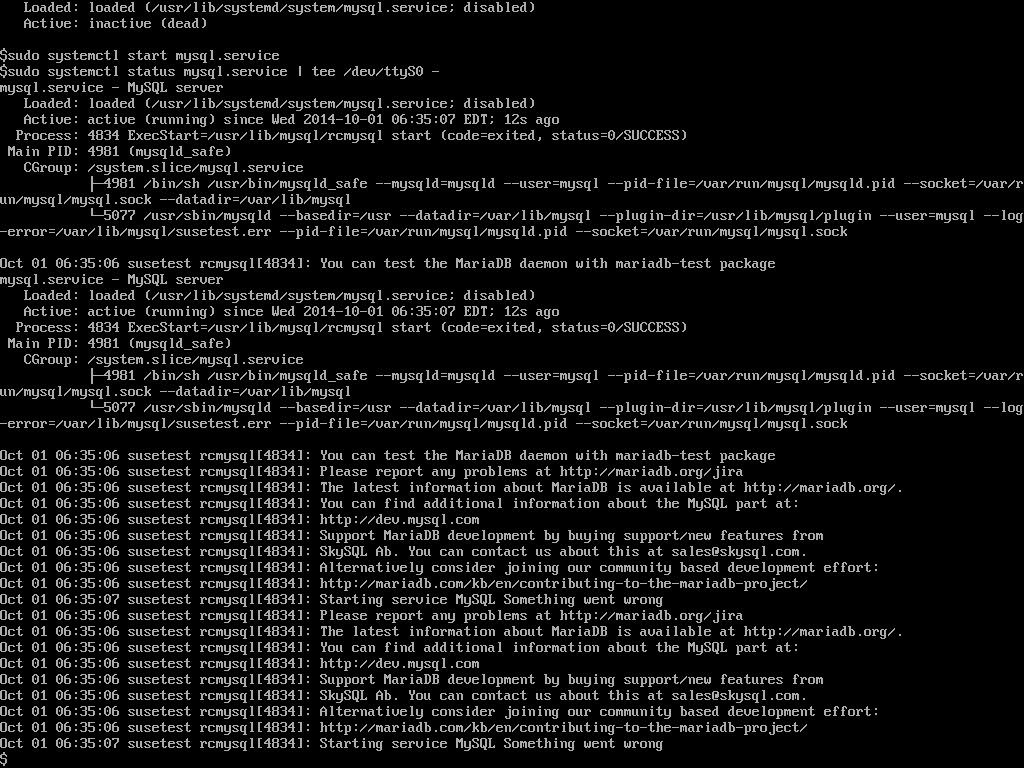 Loaded: loaded (/usr/lib/systemd/system/mysql.service; disabled)
Active: inactive (dead)
$sudo systemctl start mysql.service
$sudo systemctl status mysql.service | tee /dev/ttyS0 -
mysql.service - MySQL server
Loaded: loaded (/usr/lib/systemd/system/mysql.service; disabled)
Active: active (running) since Wed 2014-10-01 06:35:07 EDT; 12s ago
Process: 4834 ExecStart=/usr/lib/mysql/rcmysql start (code=exited, status=0/SUCCESS)
Main PID: 4981 (mysqld_safe)
CGroup: /system.slice/mysql.service
├─4981 /bin/sh /usr/bin/mysqld_safe --mysqld=mysqld --user=mysql --pid-file=/var/run/mysql/mysqld.pid --socket=/var/r
un/mysql/mysql.sock --datadir=/var/lib/mysql
└─5077 /usr/sbin/mysqld --basedir=/usr --datadir=/var/lib/mysql --plugin-dir=/usr/lib/mysql/plugin --user=mysql --log
-error=/var/lib/mysql/susetest.err --pid-file=/var/run/mysql/mysqld.pid --socket=/var/run/mysql/mysql.sock
Oct 01 06:35:06 susetest rcmysql[4834]: You can test the MariaDB daemon with mariadb-test package
mysql.service - MySQL server
Loaded: loaded (/usr/lib/systemd/system/mysql.service; disabled)
Active: active (running) since Wed 2014-10-01 06:35:07 EDT; 12s ago
Process: 4834 ExecStart=/usr/lib/mysql/rcmysql start (code=exited, status=0/SUCCESS)
Main PID: 4981 (mysqld_safe)
CGroup: /system.slice/mysql.service
├─4981 /bin/sh /usr/bin/mysqld_safe --mysqld=mysqld --user=mysql --pid-file=/var/run/mysql/mysqld.pid --socket=/var/r
un/mysql/mysql.sock --datadir=/var/lib/mysql
└─5077 /usr/sbin/mysqld --basedir=/usr --datadir=/var/lib/mysql --plugin-dir=/usr/lib/mysql/plugin --user=mysql --log
-error=/var/lib/mysql/susetest.err --pid-file=/var/run/mysql/mysqld.pid --socket=/var/run/mysql/mysql.sock
Oct 01 06:35:06 susetest rcmysql[4834]: You can test the MariaDB daemon with mariadb-test package
Oct 01 06:35:06 susetest rcmysql[4834]: Please report any problems at http://mariadb.org/jira
Oct 01 06:35:06 susetest rcmysql[4834]: The latest information about MariaDB is available at http://mariadb.org/.
Oct 01 06:35:06 susetest rcmysql[4834]: You can find additional information about the MySQL part at:
Oct 01 06:35:06 susetest rcmysql[4834]: http://dev.mysql.com
Oct 01 06:35:06 susetest rcmysql[4834]: Support MariaDB development by buying support/new features from
Oct 01 06:35:06 susetest rcmysql[4834]: SkySQL Ab. You can contact us about this at sales@skysql.com.
Oct 01 06:35:06 susetest rcmysql[4834]: Alternatively consider joining our community based development effort:
Oct 01 06:35:06 susetest rcmysql[4834]: http://mariadb.com/kb/en/contributing-to-the-mariadb-project/
Oct 01 06:35:07 susetest rcmysql[4834]: Starting service MySQL Something went wrong
Oct 01 06:35:06 susetest rcmysql[4834]: Please report any problems at http://mariadb.org/jira
Oct 01 06:35:06 susetest rcmysql[4834]: The latest information about MariaDB is available at http://mariadb.org/.
Oct 01 06:35:06 susetest rcmysql[4834]: You can find additional information about the MySQL part at:
Oct 01 06:35:06 susetest rcmysql[4834]: http://dev.mysql.com
Oct 01 06:35:06 susetest rcmysql[4834]: Support MariaDB development by buying support/new features from
Oct 01 06:35:06 susetest rcmysql[4834]: SkySQL Ab. You can contact us about this at sales@skysql.com.
Oct 01 06:35:06 susetest rcmysql[4834]: Alternatively consider joining our community based development effort:
Oct 01 06:35:06 susetest rcmysql[4834]: http://mariadb.com/kb/en/contributing-to-the-mariadb-project/
Oct 01 06:35:07 susetest rcmysql[4834]: Starting service MySQL Something went wrong
$